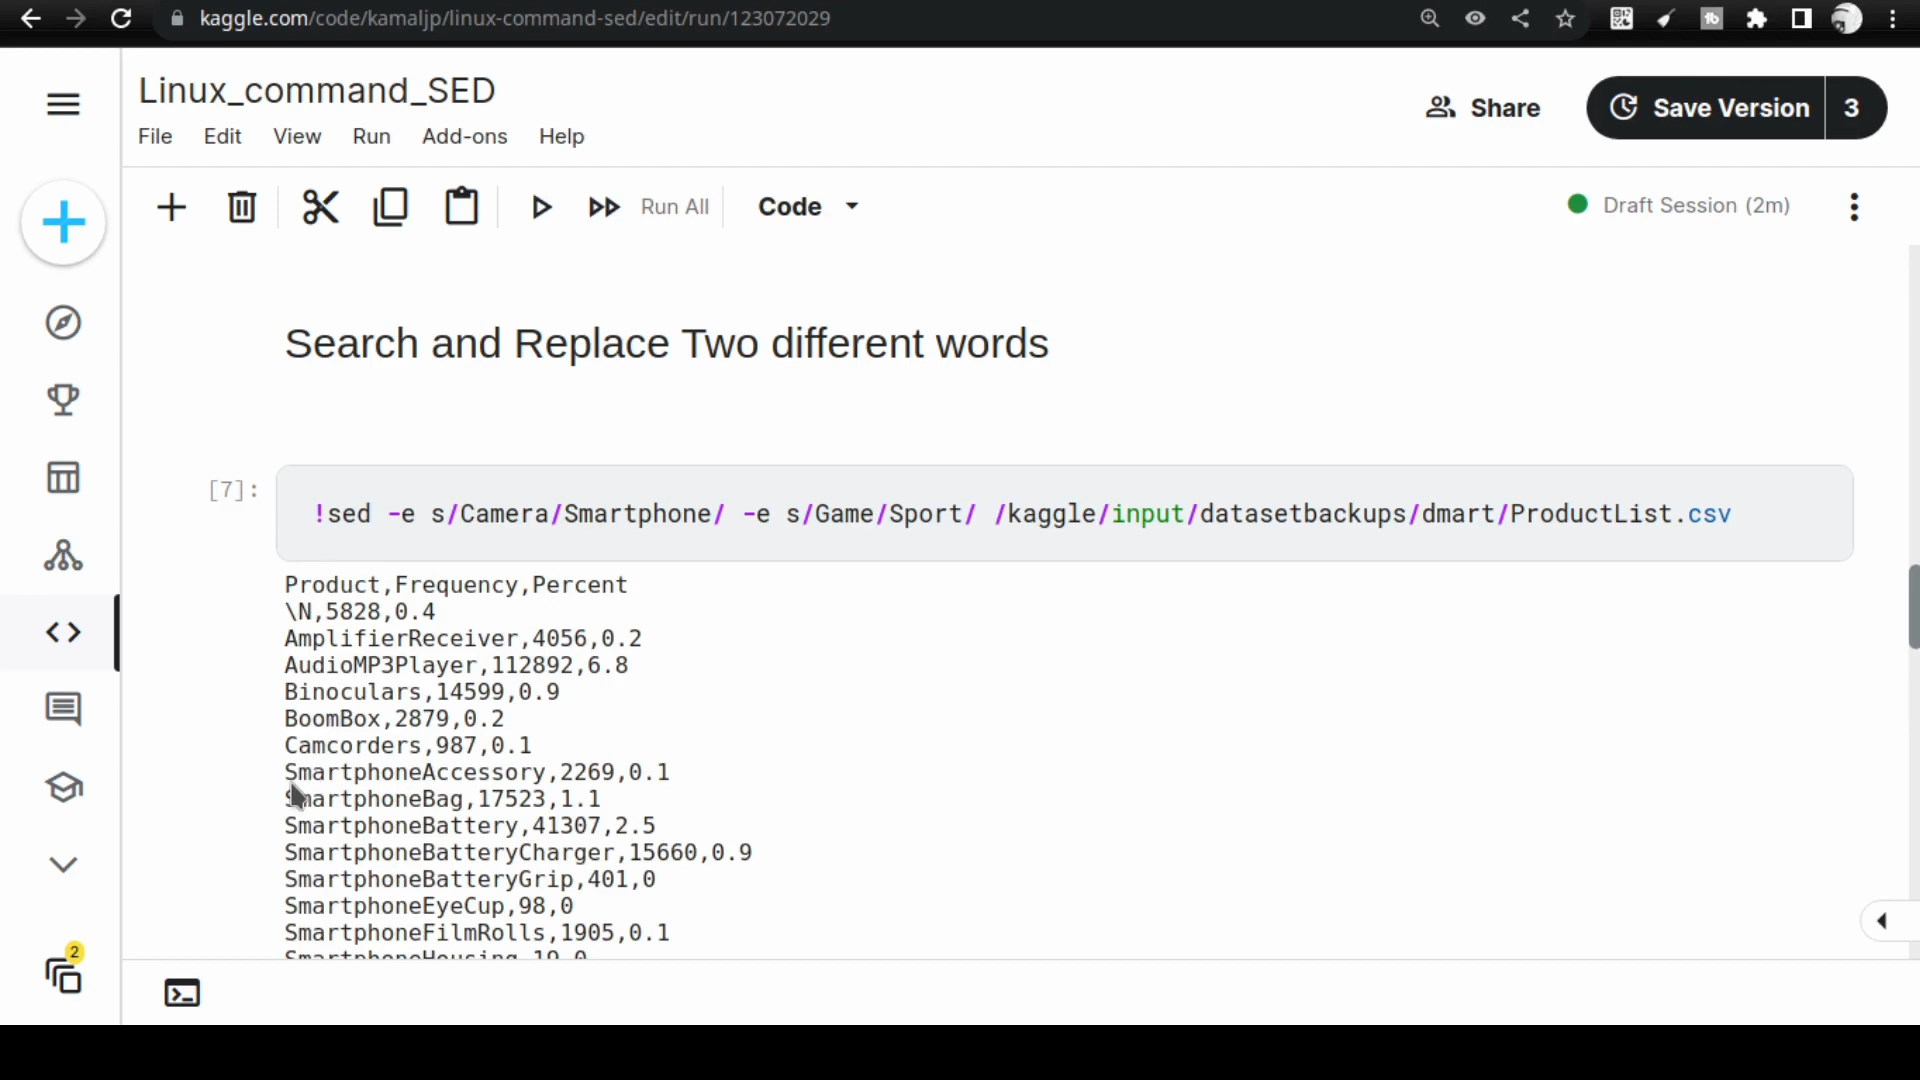 kaggle.com/code/kamaljp/linux-command-sed/edit/run/123072029
Linux_command_SED
File Edit View Run Add-ons Help
Share
Save Version 3
Run All
Code
Draft Session (2m)
Search and Replace Two different words
[7]:
!sed -e s/Camera/Smartphone/ -e s/Game/Sport/ /kaggle/input/datasetbackups/dmart/ProductList.csv
Product,Frequency,Percent
\N,5828,0.4
AmplifierReceiver,4056,0.2
AudioMP3Player,112892,6.8
Binoculars,14599,0.9
BoomBox,2879,0.2
Camcorders,987,0.1
SmartphoneAccessory,2269,0.1
SmartphoneBag,17523,1.1
SmartphoneBattery,41307,2.5
SmartphoneBatteryCharger,15660,0.9
SmartphoneBatteryGrip,401,0
SmartphoneEyeCup,98,0
SmartphoneFilmRolls,1905,0.1
SmartphoneHousing,19,0
2